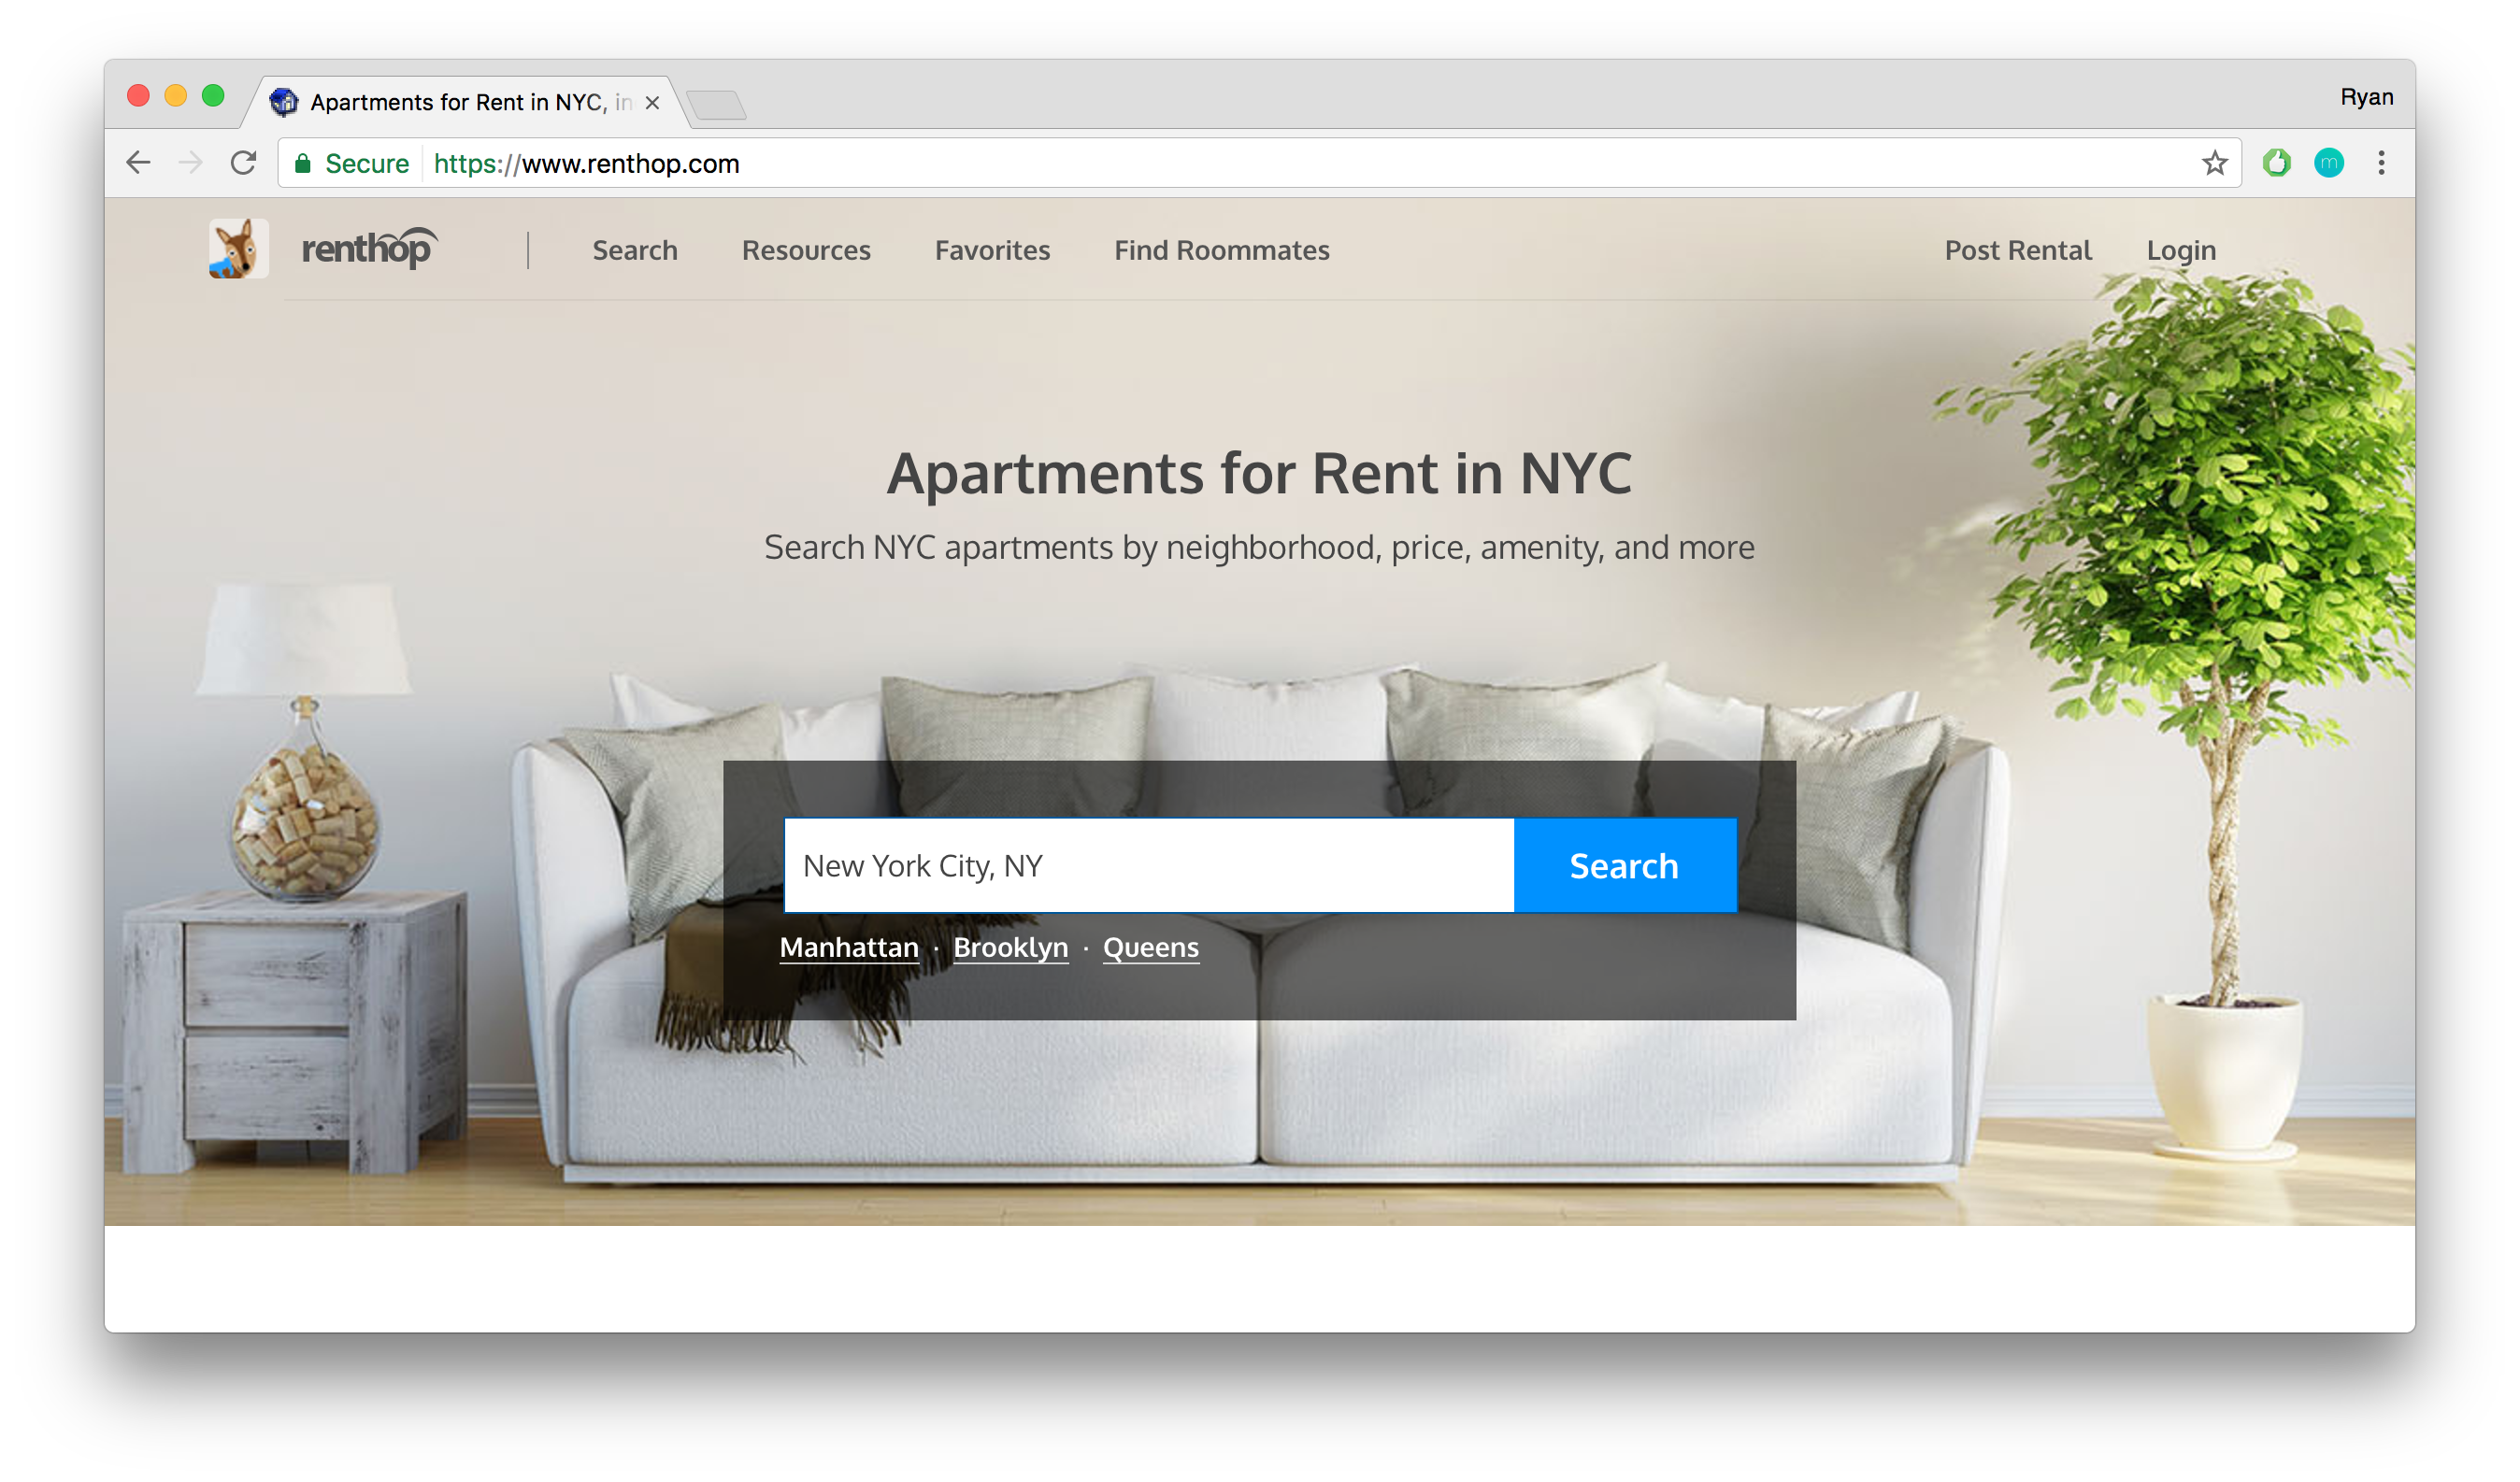 Apartments for Rent in NYC, in
Ryan
Secure https://www.renthop.com
m
renthop Search Resources Favorites Find Roommates Post Rental Login
Apartments for Rent in NYC
Search NYC apartments by neighborhood, price, amenity, and more
New York City, NY Search
Manhattan · Brooklyn · Queens